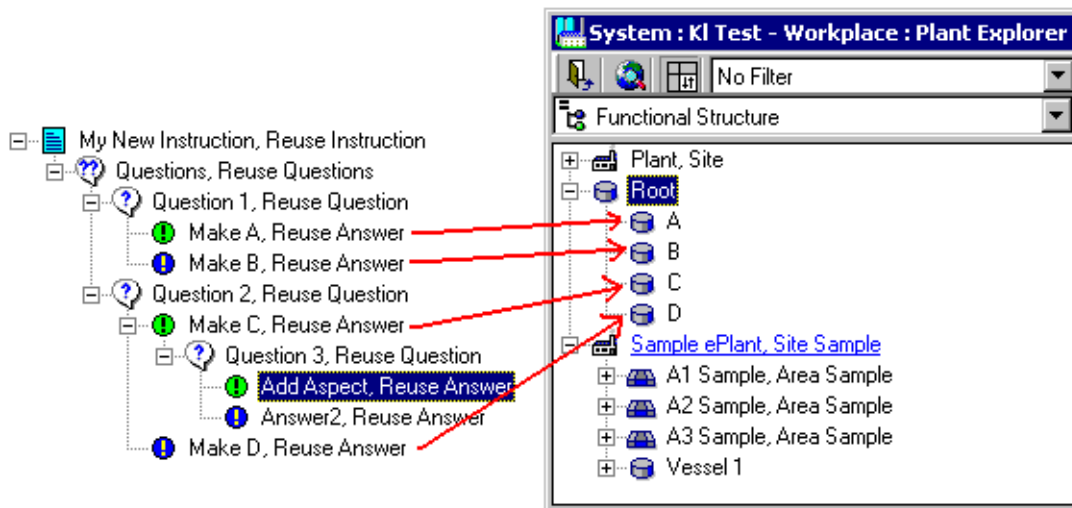 System : Kl Test - Workplace : Plant Explorer
No Filter
Functional Structure
My New Instruction, Reuse Instruction
Questions, Reuse Questions
Question 1, Reuse Question
Make A, Reuse Answer
Make B, Reuse Answer
Question 2, Reuse Question
Make C, Reuse Answer
Question 3, Reuse Question
Add Aspect, Reuse Answer
Answer2, Reuse Answer
Make D, Reuse Answer
Plant, Site
Root
A
B
C
D
Sample ePlant, Site Sample
A1 Sample, Area Sample
A2 Sample, Area Sample
A3 Sample, Area Sample
Vessel 1